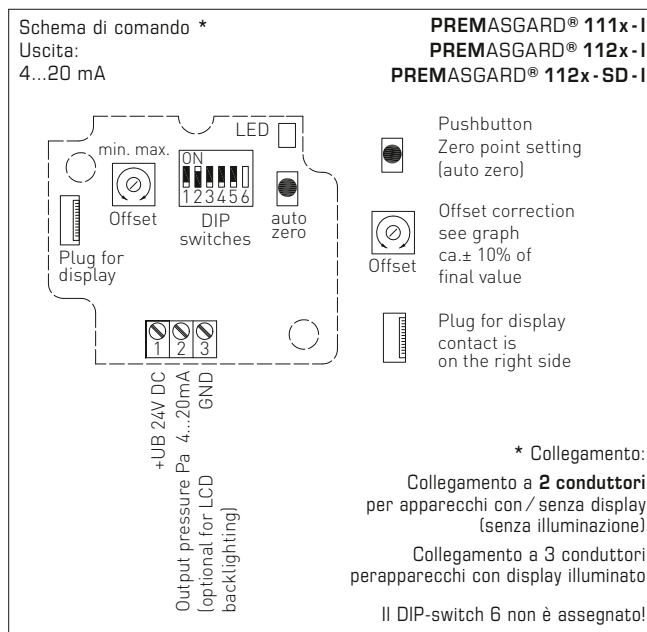 Schema di comando *
Uscita:
4...20 mA
PREMASGARD® 111x-I
PREMASGARD® 112x-I
PREMASGARD® 112x-SD-I
LED
min. max.
ON
1 2 3 4 5 6
Offset
DIP
switches
auto
zero
Plug for
display
1 2 3
+UB 24V DC
Output pressure Pa 4...20mA
(optional for LCD
backlighting)
GND
Pushbutton
Zero point setting
(auto zero)
Offset
Offset correction
see graph
ca.± 10% of
final value
Plug for display
contact is
on the right side
* Collegamento:
Collegamento a 2 conduttori
per apparecchi con / senza display
(senza illuminazione)
Collegamento a 3 conduttori
perapparecchi con display illuminato
Il DIP-switch 6 non è assegnato!